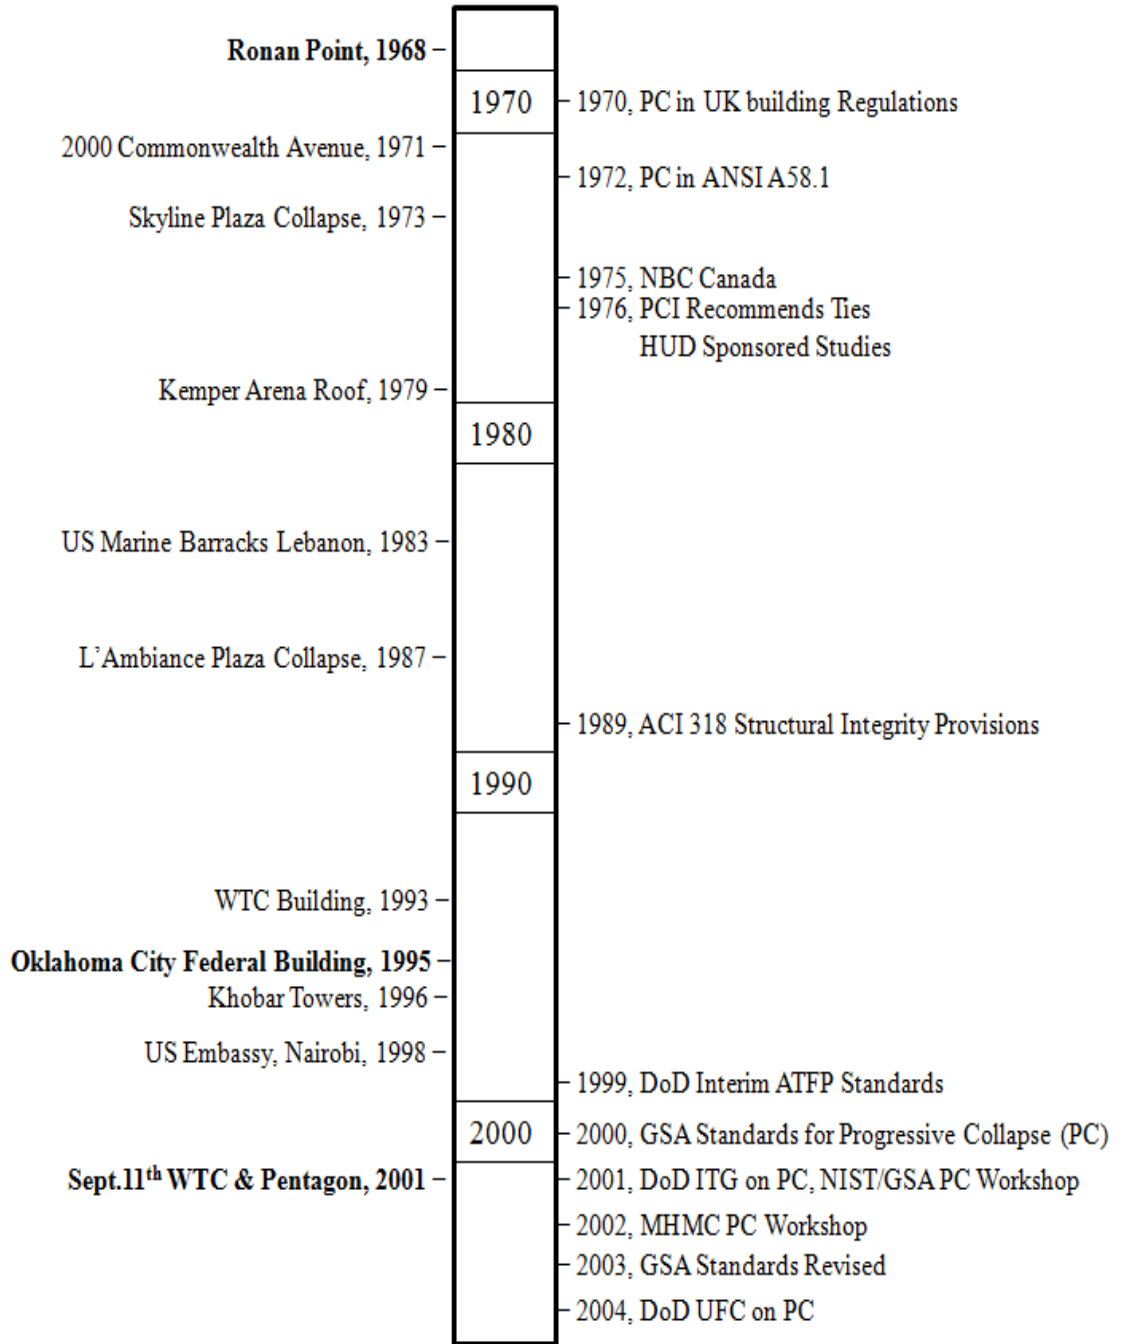 Ronan Point, 1968
1970
1970, PC in UK building Regulations
2000 Commonwealth Avenue, 1971
1972, PC in ANSI A58.1
Skyline Plaza Collapse, 1973
1975, NBC Canada
1976, PCI Recommends Ties
HUD Sponsored Studies
Kemper Arena Roof, 1979
1980
US Marine Barracks Lebanon, 1983
L'Ambiance Plaza Collapse, 1987
1989, ACI 318 Structural Integrity Provisions
1990
WTC Building, 1993
Oklahoma City Federal Building, 1995
Khobar Towers, 1996
US Embassy, Nairobi, 1998
1999, DoD Interim ATFP Standards
2000
2000, GSA Standards for Progressive Collapse (PC)
Sept.11th WTC & Pentagon, 2001
2001, DoD ITG on PC, NIST/GSA PC Workshop
2002, MHMC PC Workshop
2003, GSA Standards Revised
2004, DoD UFC on PC